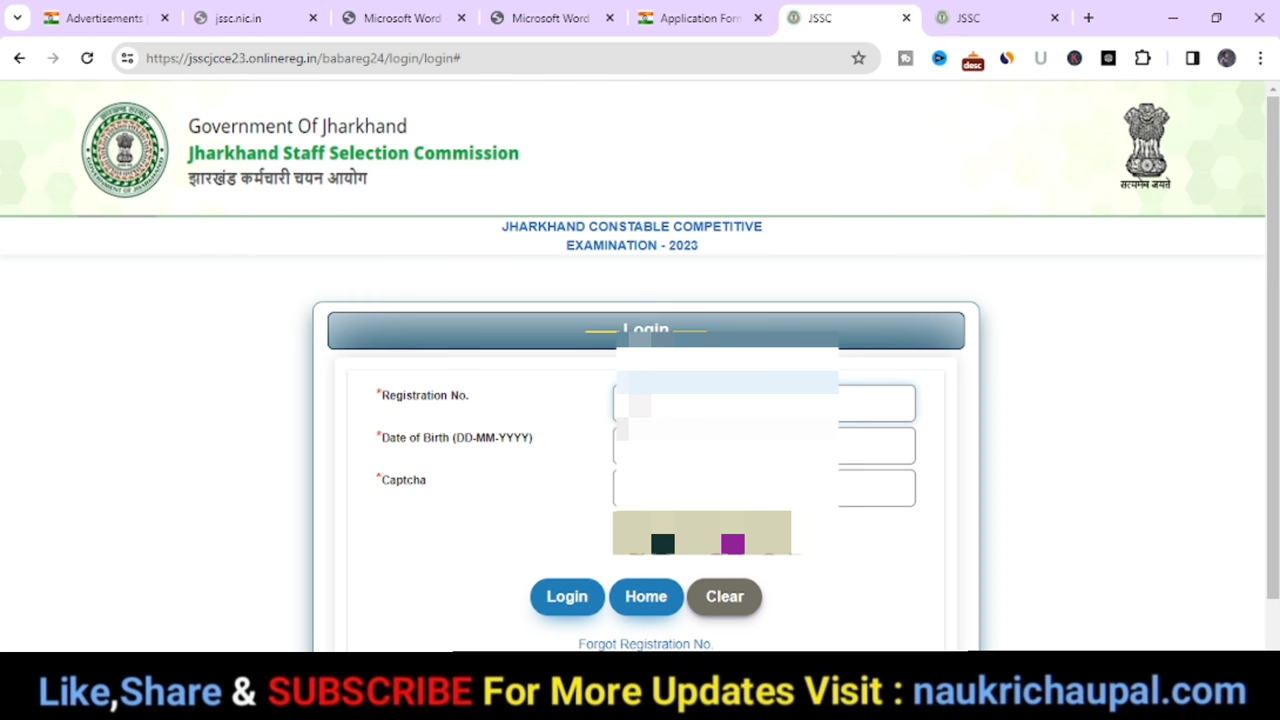 Advertisements
jssc.nic.in
Microsoft Word
Microsoft Word
Application Form
JSSC
JSSC
https://jsscjcce23.onlinereg.in/babareg24/login/login#
desc
Government Of Jharkhand
Jharkhand Staff Selection Commission
झारखंड कर्मचारी चयन आयोग
सत्यमेव जयते
JHARKHAND CONSTABLE COMPETITIVE
EXAMINATION - 2023
Login
*Registration No.
*Date of Birth (DD-MM-YYYY)
*Captcha
Login
Home
Clear
Forgot Registration No.
Like,Share & SUBSCRIBE For More Updates Visit : naukrichaupal.com